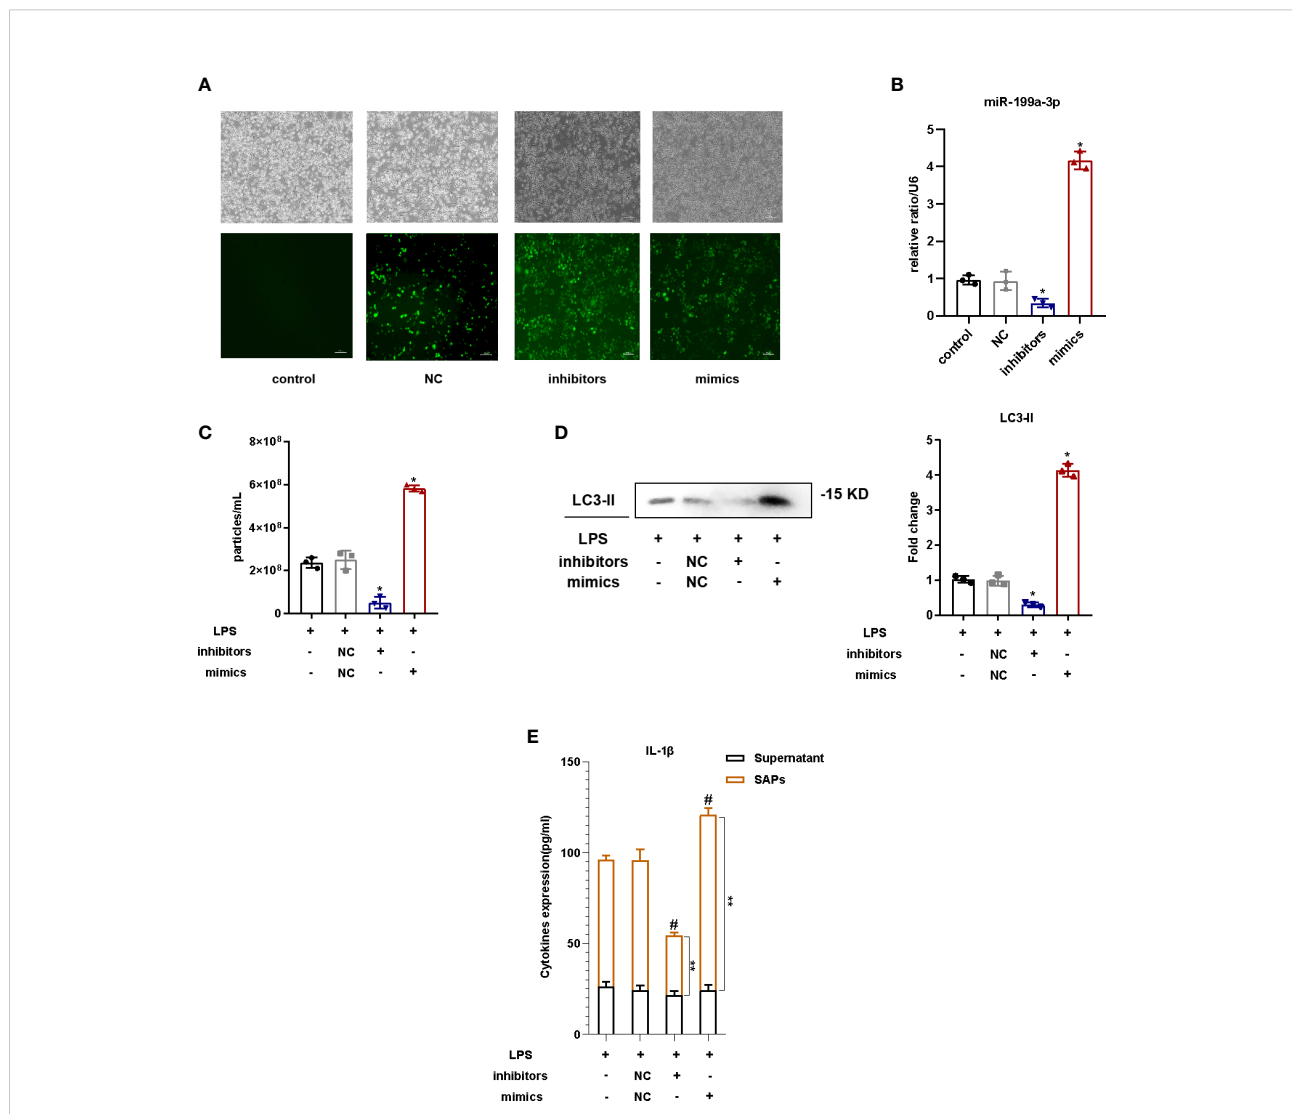 A
control
NC
inhibitors
mimics
B
miR-199a-3p
relative ratio/U6
5
4
3
2
1
0
control
NC
inhibitors
mimics
*
*
C
particles/mL
8×10⁸
6×10⁸
4×10⁸
2×10⁸
0
*
*
LPS + + + +
inhibitors - NC + -
mimics - NC - +
D
LC3-II
-15 KD
LPS + + + +
inhibitors - NC + -
mimics - NC - +
LC3-II
Fold change
5
4
3
2
1
0
*
*
LPS + + + +
inhibitors - NC + -
mimics - NC - +
E
IL-1β
Supernatant
SAPs
Cytokines expression(pg/ml)
150
100
50
0
#
#
**
**
LPS + + + +
inhibitors - NC + -
mimics - NC - +